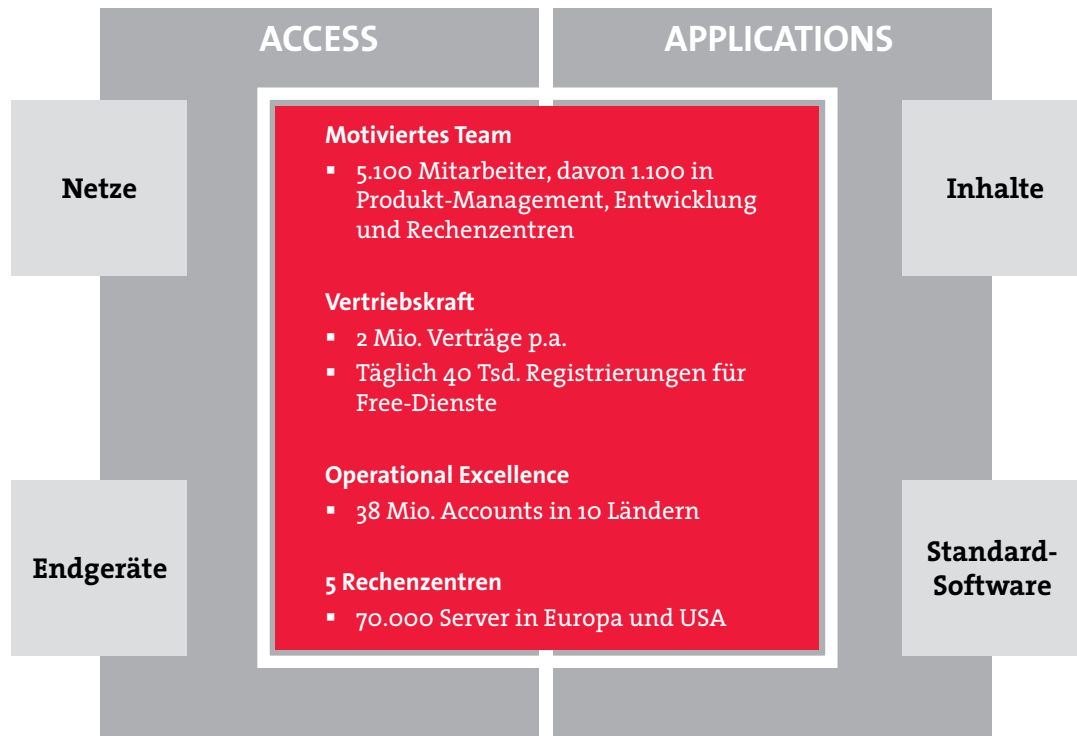 ACCESS
APPLICATIONS
Netze
Endgeräte
Motiviertes Team
▪ 5.100 Mitarbeiter, davon 1.100 in
Produkt-Management, Entwicklung
und Rechenzentren
Vertriebskraft
▪ 2 Mio. Verträge p.a.
▪ Täglich 40 Tsd. Registrierungen für
Free-Dienste
Operational Excellence
▪ 38 Mio. Accounts in 10 Ländern
5 Rechenzentren
▪ 70.000 Server in Europa und USA
Inhalte
Standard-
Software